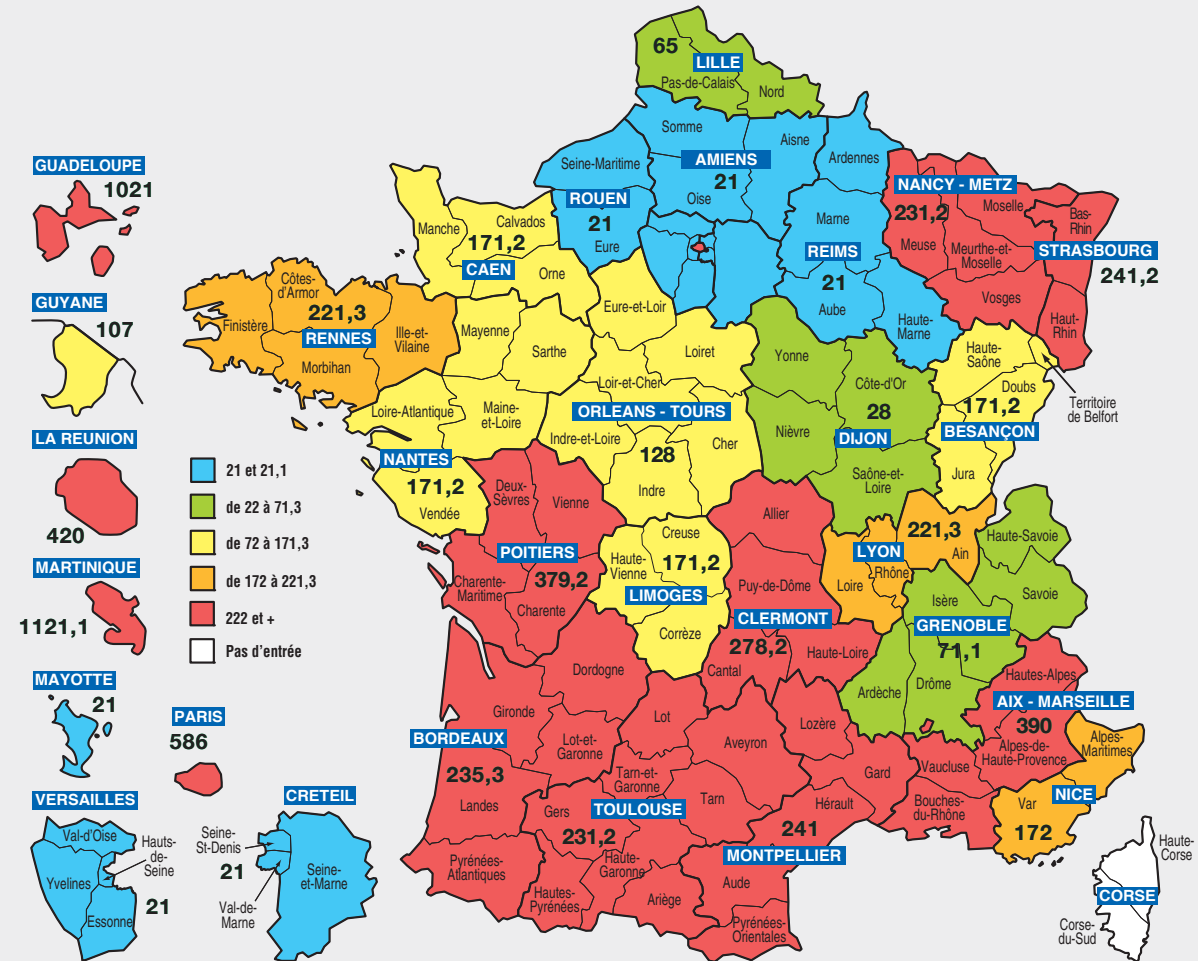 65
LILLE
Pas-de-Calais
Nord
Somme
Aisne
Seine-Maritime
AMIENS
21
Oise
Ardennes
ROUEN
21
Eure
NANCY - METZ
231,2
Moselle
Meuse
Meurthe-et-
Moselle
Vosges
Bas-
Rhin
STRASBOURG
241,2
Haut-
Rhin
Marne
REIMS
21
Aube
Haute-
Marne
Manche
Calvados
171,2
CAEN
Orne
Côtes-
d'Armor
221,3
Finistère
RENNES
Ille-et-
Vilaine
Morbihan
Mayenne
Sarthe
Loire-Atlantique
Maine-
et-Loire
NANTES
171,2
Vendée
Eure-et-Loir
Loiret
Loir-et-Cher
ORLEANS - TOURS
Indre-et-Loire
128
Cher
Indre
Yonne
Côte-d'Or
28
Nièvre
DIJON
Saône-et-
Loire
Haute-
Saône
Doubs
171,2
BESANÇON
Jura
Territoire
de Belfort
Deux-
Sèvres
Vienne
POITIERS
379,2
Charente-
Maritime
Charente
Creuse
Haute-
Vienne
171,2
LIMOGES
Corrèze
Allier
Puy-de-Dôme
CLERMONT
278,2
Haute-Loire
Cantal
221,3
LYON
Ain
Rhône
Loire
Haute-Savoie
Savoie
Isère
GRENOBLE
71,1
Ardèche
Drôme
Hautes-Alpes
AIX - MARSEILLE
390
Alpes-de-
Haute-Provence
Vaucluse
Bouches-
du-Rhône
Alpes-
Maritimes
NICE
Var
172
Dordogne
Gironde
BORDEAUX
Lot-et-
Garonne
235,3
Landes
Pyrénées-
Atlantiques
Lot
Aveyron
Tarn-et-
Garonne
Gers
TOULOUSE
Tarn
231,2
Haute-
Garonne
Hautes-
Pyrénées
Ariège
Lozère
Gard
Hérault
241
MONTPELLIER
Aude
Pyrénées-
Orientales
Haute-
Corse
CORSE
Corse-
du-Sud
GUADELOUPE
1021
GUYANE
107
LA REUNION
420
MARTINIQUE
1121,1
MAYOTTE
21
PARIS
586
VERSAILLES
Val-d'Oise
Hauts-
de-
Seine
Yvelines
21
Essonne
CRETEIL
Seine-
St-Denis
21
Seine-
et-Marne
Val-de-
Marne
21 et 21,1
de 22 à 71,3
de 72 à 171,3
de 172 à 221,3
222 et +
Pas d'entrée